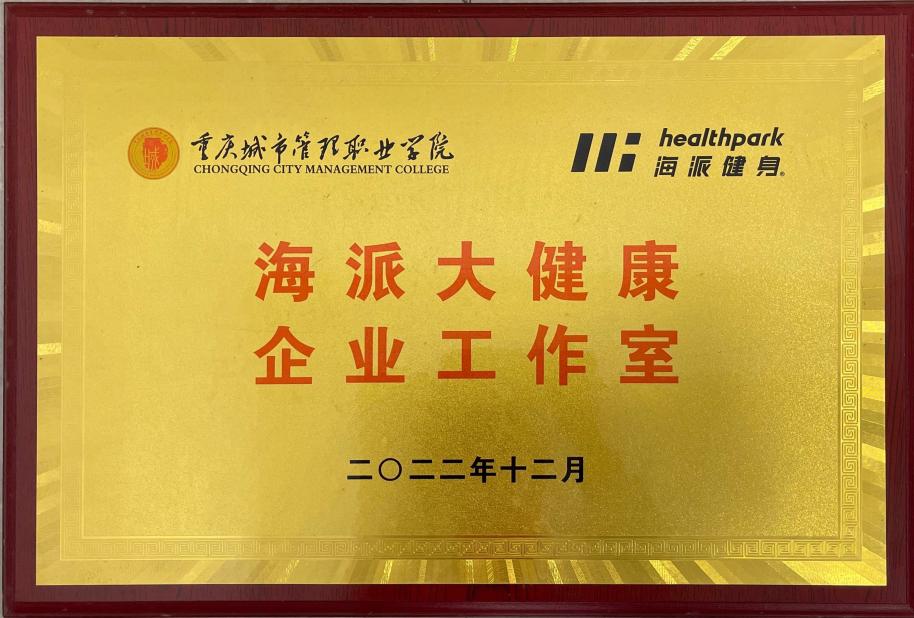 重庆城市管理职业学院
CHONGQING CITY MANAGEMENT COLLEGE
healthpark
海派健身®
海派大健康
企业工作室
二〇二二年十二月